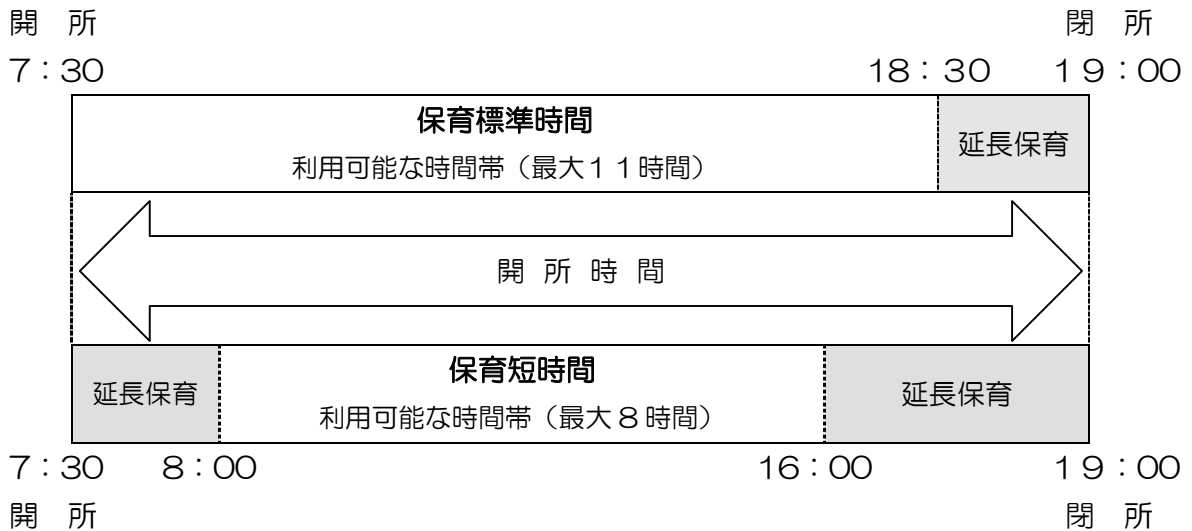 開　所　閉　所
７：３０　１８：３０　１９：００
保育標準時間
利用可能な時間帯（最大１１時間）
延長保育
開 所 時 間
延長保育
保育短時間
利用可能な時間帯（最大８時間）
延長保育
７：３０　８：００　１６：００　１９：００
開　所　閉　所